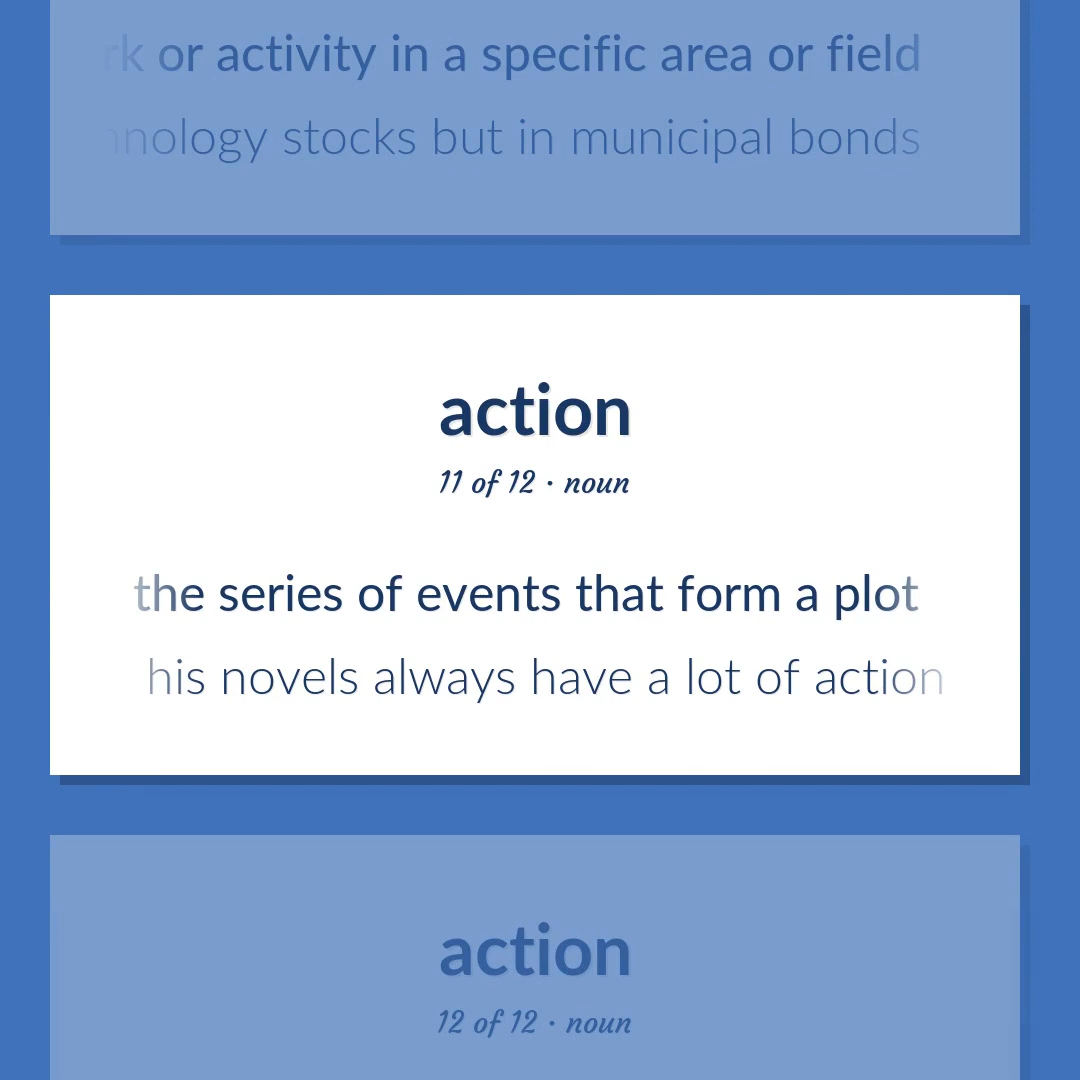 or activity in a specific area or field
stocks but in municipal bonds
action
11 of 12 · noun
the series of events that form a plot
his novels always have a lot of action
action
12 of 12 · noun